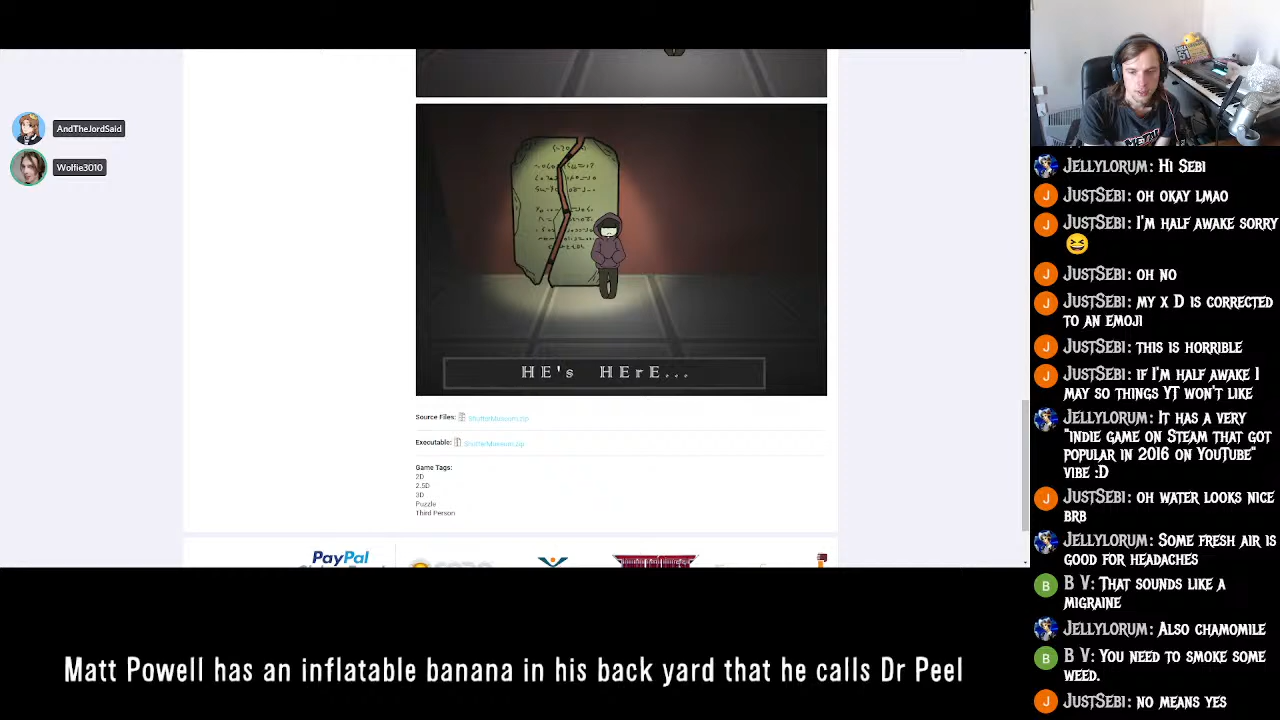 AndTheJordSaid
Wolfie3010
HE's HErE...
Source Files: ShutterMuseum.zip
Executable: ShutterMuseum.zip
Game Tags:
2D
2.5D
3D
Puzzle
Third Person
PayPal
Matt Powell has an inflatable banana in his back yard that he calls Dr Peel
Jellylorum: Hi Sebi
JustSebi: oh okay lmao
JustSebi: I'm half awake sorry
JustSebi: oh no
JustSebi: my x D is corrected
to an emoji
JustSebi: this is horrible
JustSebi: if I'm half awake I
may so things YT won't like
Jellylorum: It has a very
"indie game on Steam that got
popular in 2016 on YouTube"
vibe :D
JustSebi: oh water looks nice
brb
Jellylorum: Some fresh air is
good for headaches
B V: That sounds like a
migraine
Jellylorum: Also chamomile
B V: You need to smoke some
weed.
JustSebi: no means yes